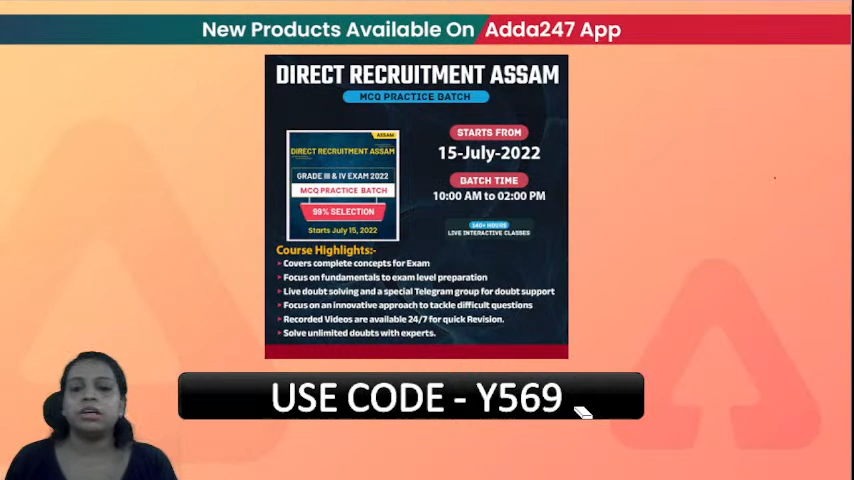 New Products Available On Adda247 App
DIRECT RECRUITMENT ASSAM
MCQ PRACTICE BATCH
ASSAM
DIRECT RECRUITMENT ASSAM
GRADE III & IV EXAM 2022
MCQ PRACTICE BATCH
99% SELECTION
Starts July 15, 2022
STARTS FROM
15-July-2022
BATCH TIME
10:00 AM to 02:00 PM
HOURS
LIVE INTERACTIVE CLASSES
Course Highlights:-
Covers complete concepts for Exam
Focus on fundamentals to exam level preparation
Live doubt solving and a special Telegram group for doubt support
Focus on an innovative approach to tackle difficult questions
Recorded Videos are available 24/7 for quick Revision.
Solve unlimited doubts with experts.
USE CODE - Y569